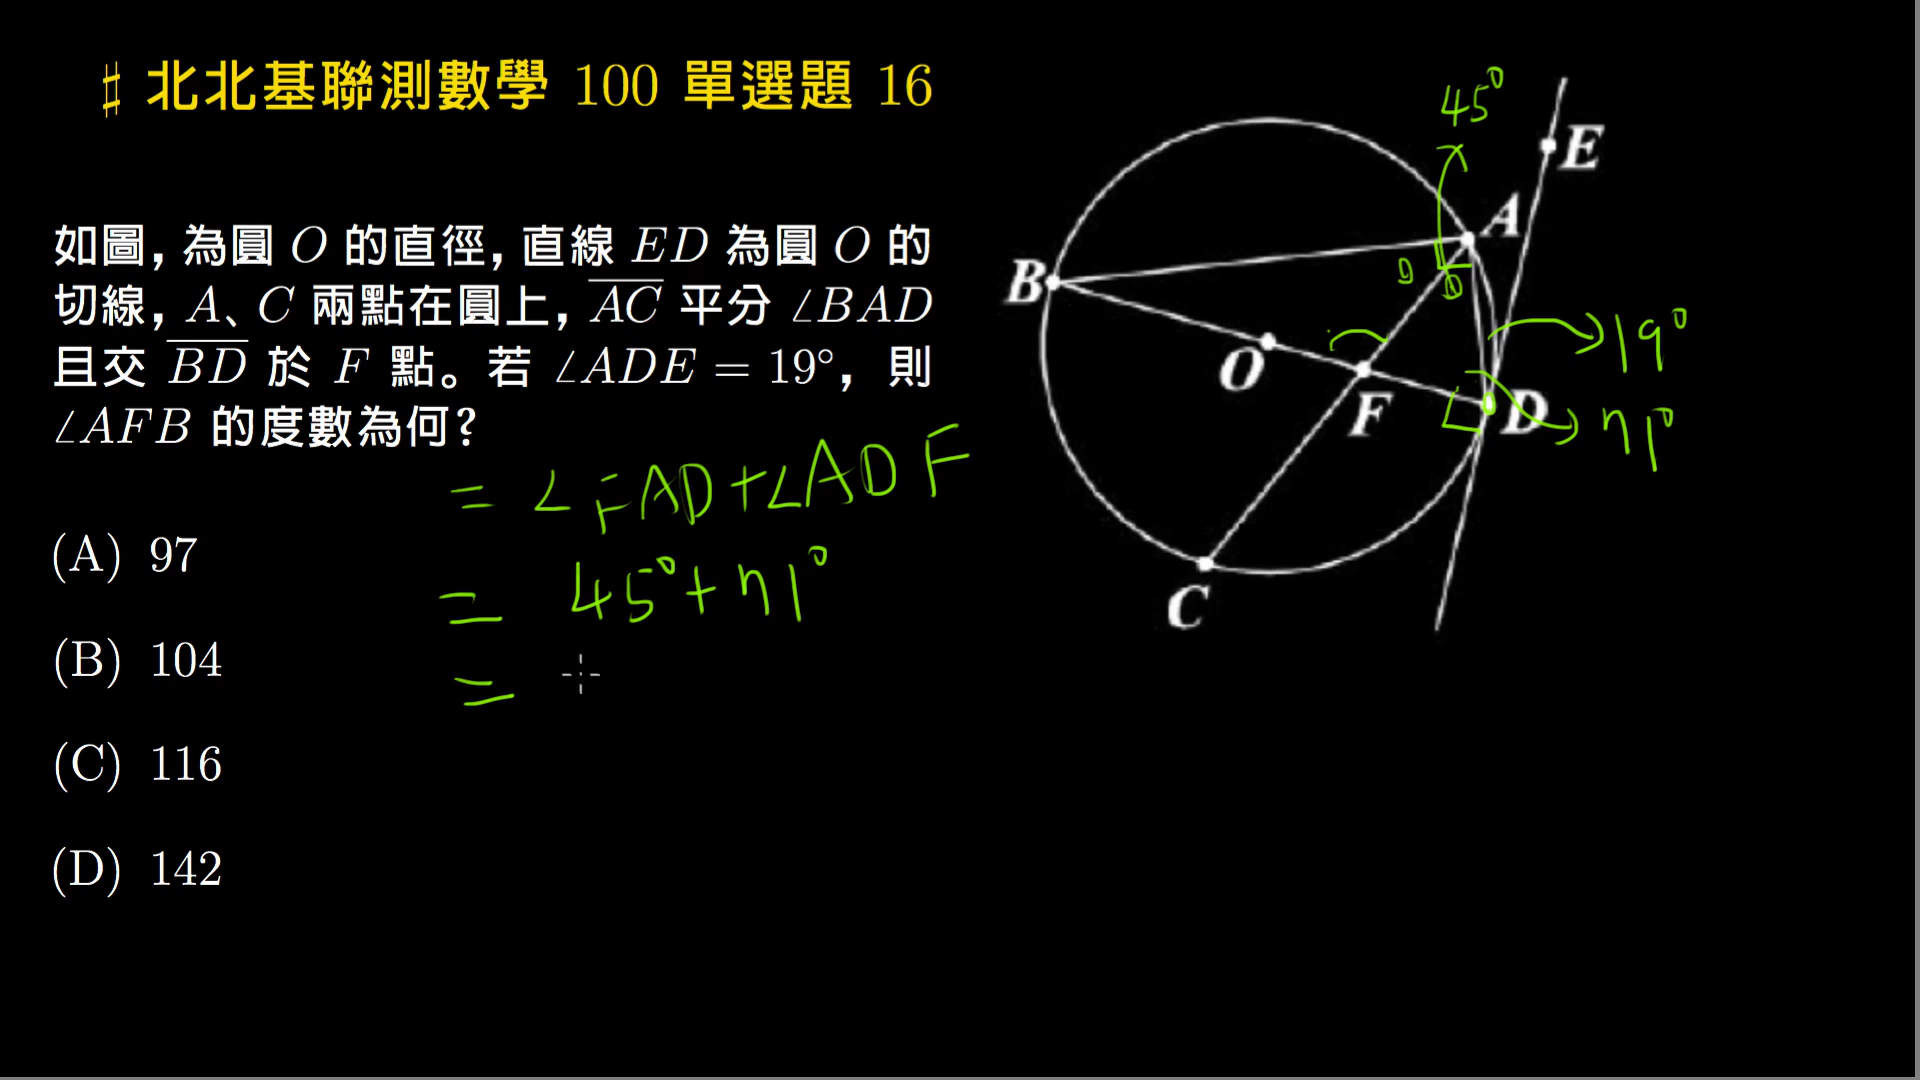 ♯ 北北基聯測數學 100 單選題 16
如圖, 為圓 O 的直徑, 直線 ED 為圓 O 的
切線, A、C 兩點在圓上, AC 平分 ∠BAD
且交 BD 於 F 點。若 ∠ADE = 19°, 則
∠AFB 的度數為何?
= ∠FAD+∠ADF
= 45°+71°
=
(A) 97
(B) 104
(C) 116
(D) 142
45°
E
A
B
19°
O
F
D
71°
C